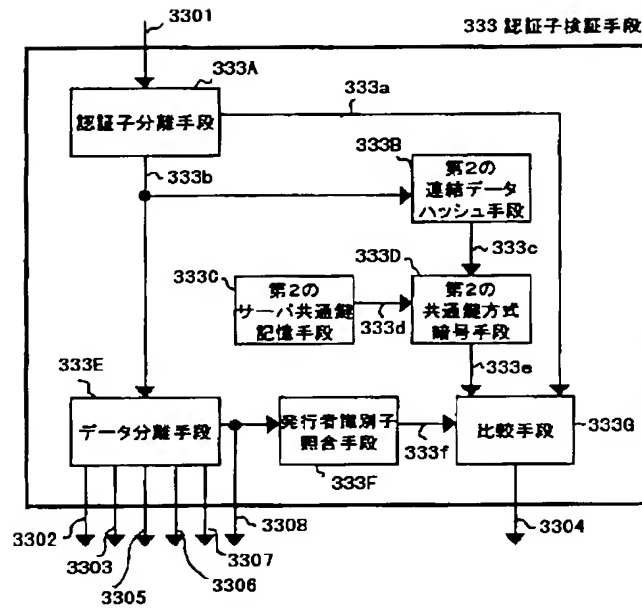 3301
333 認証子検証手段
333A
認証子分離手段
333a
333b
333B
第2の
連結データ
ハッシュ手段
333c
333C
第2の
サーバ共通鍵
記憶手段
333d
333D
第2の
共通鍵方式
暗号手段
333e
333E
データ分離手段
発行者識別子
照合手段
333F
333f
比較手段
333G
3302
3303
3305
3306
3307
3308
3304